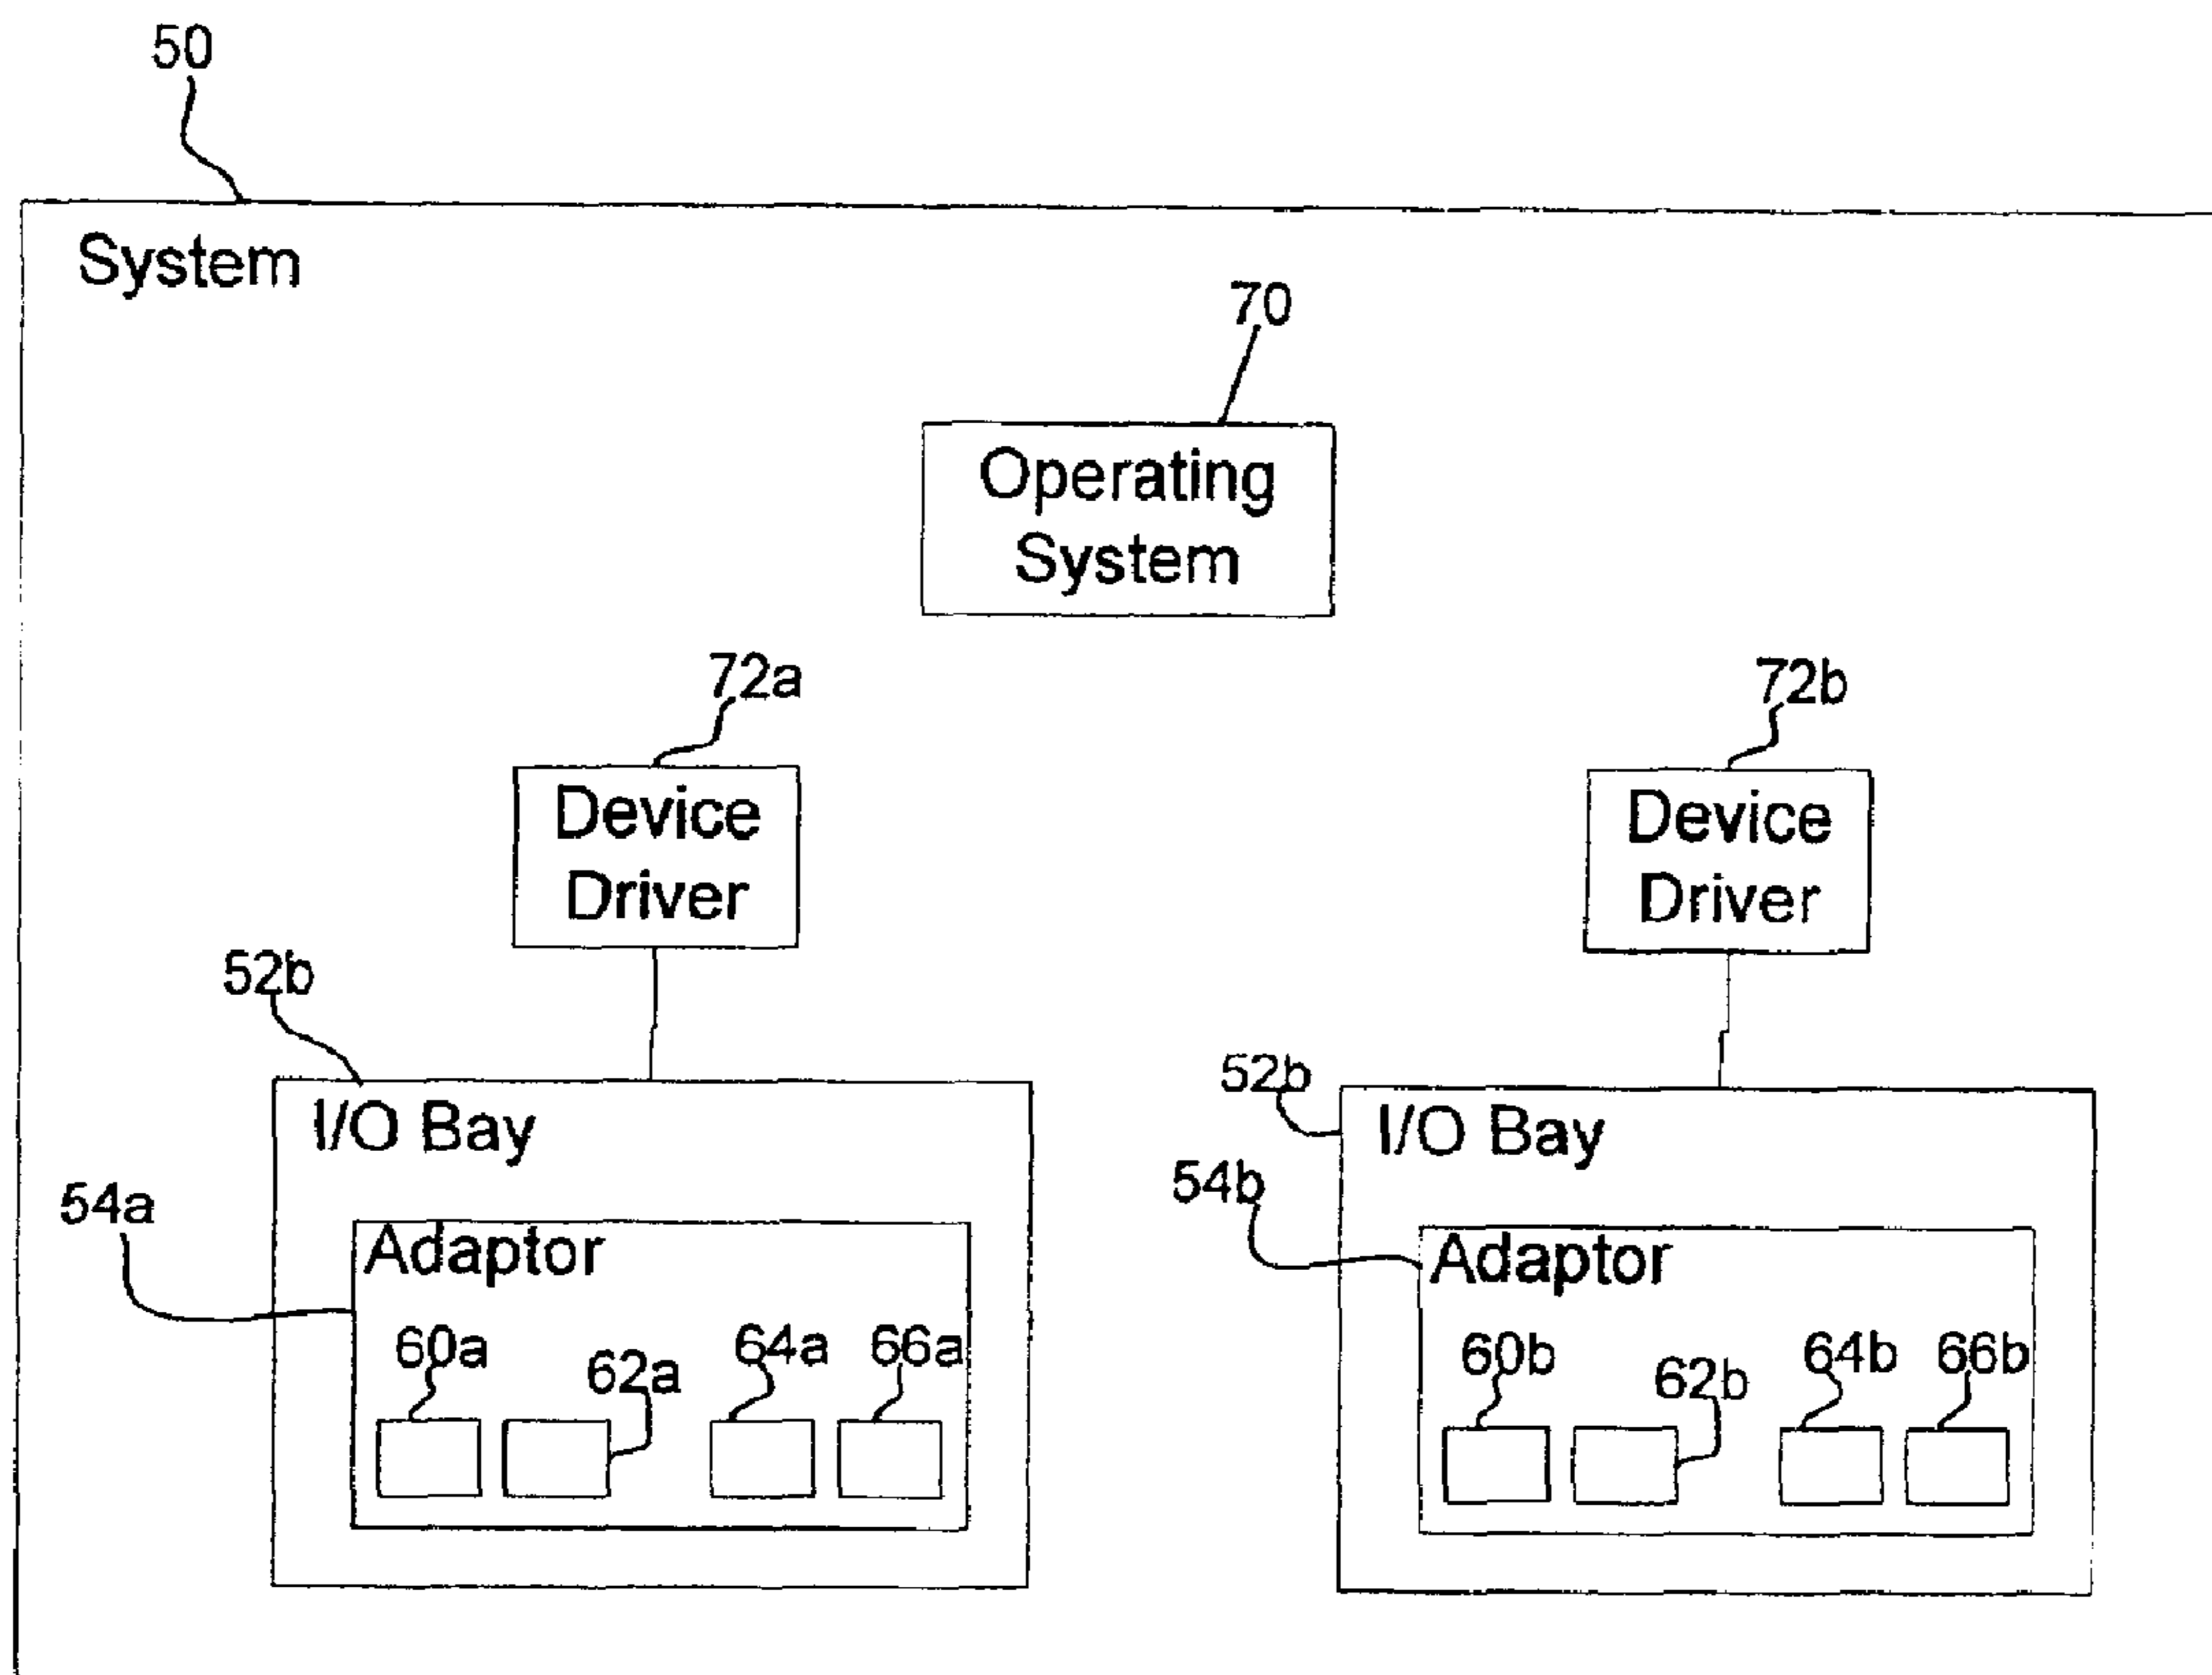 50
System
70
Operating
System
72a
72b
Device
Driver
Device
Driver
52b
52b
I/O Bay
I/O Bay
54a
54b
Adaptor
Adaptor
60a
62a
64a
66a
60b
62b
64b
66b